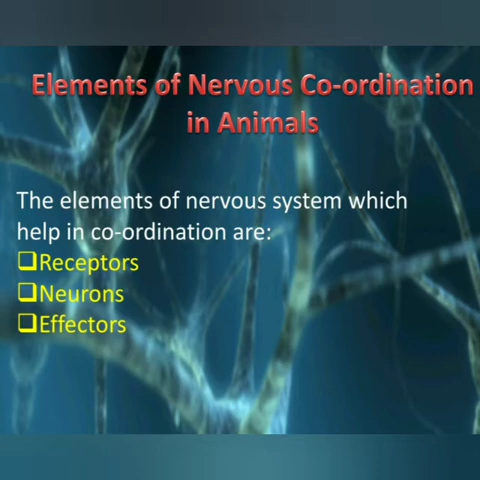 Elements of Nervous Co-ordination
in Animals
The elements of nervous system which
help in co-ordination are:
❑Receptors
❑Neurons
❑Effectors